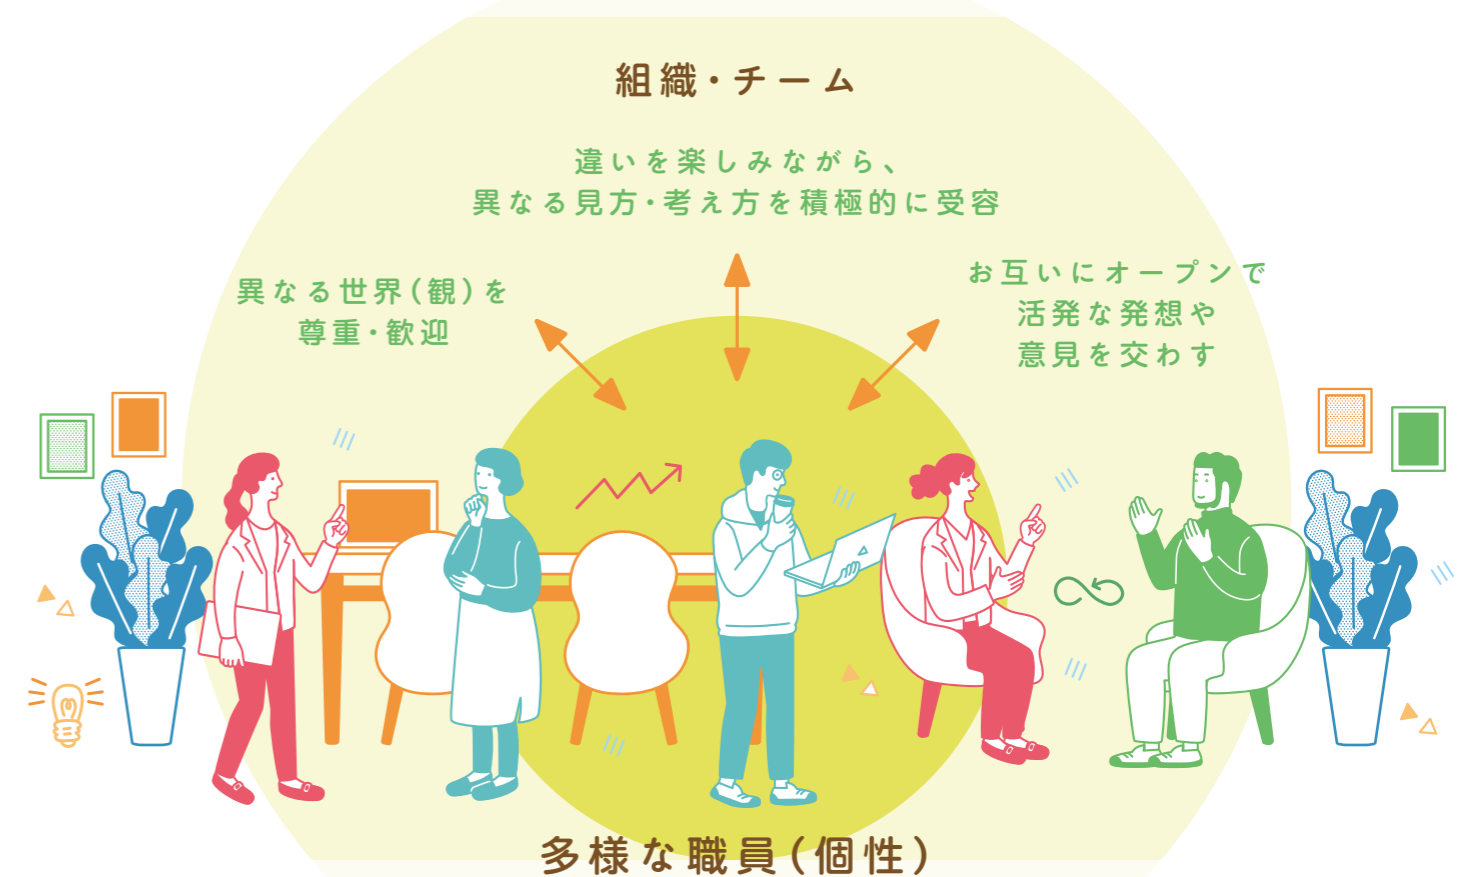 組織・チーム
違いを楽しみながら、
異なる見方・考え方を積極的に受容
異なる世界(観)を
尊重・歓迎
お互いにオープンで
活発な発想や
意見を交わす
多様な職員(個性)